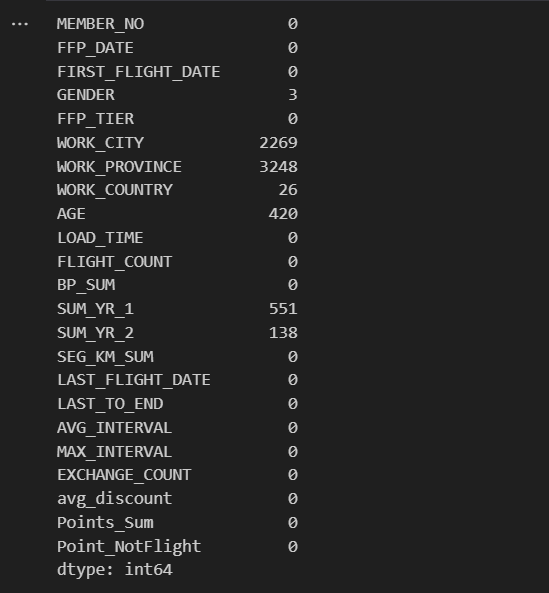 MEMBER_NO 0
FFP_DATE 0
FIRST_FLIGHT_DATE 0
GENDER 3
FFP_TIER 0
WORK_CITY 2269
WORK_PROVINCE 3248
WORK_COUNTRY 26
AGE 420
LOAD_TIME 0
FLIGHT_COUNT 0
BP_SUM 0
SUM_YR_1 551
SUM_YR_2 138
SEG_KM_SUM 0
LAST_FLIGHT_DATE 0
LAST_TO_END 0
AVG_INTERVAL 0
MAX_INTERVAL 0
EXCHANGE_COUNT 0
avg_discount 0
Points_Sum 0
Point_NotFlight 0
dtype: int64